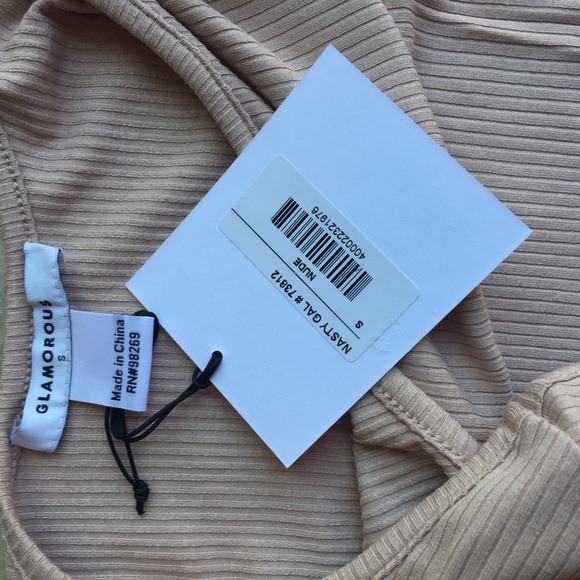 GLAMOROUS
S
Made in China
RN#98269
400022321976
NUDE
NASTY GAL # 73812
S